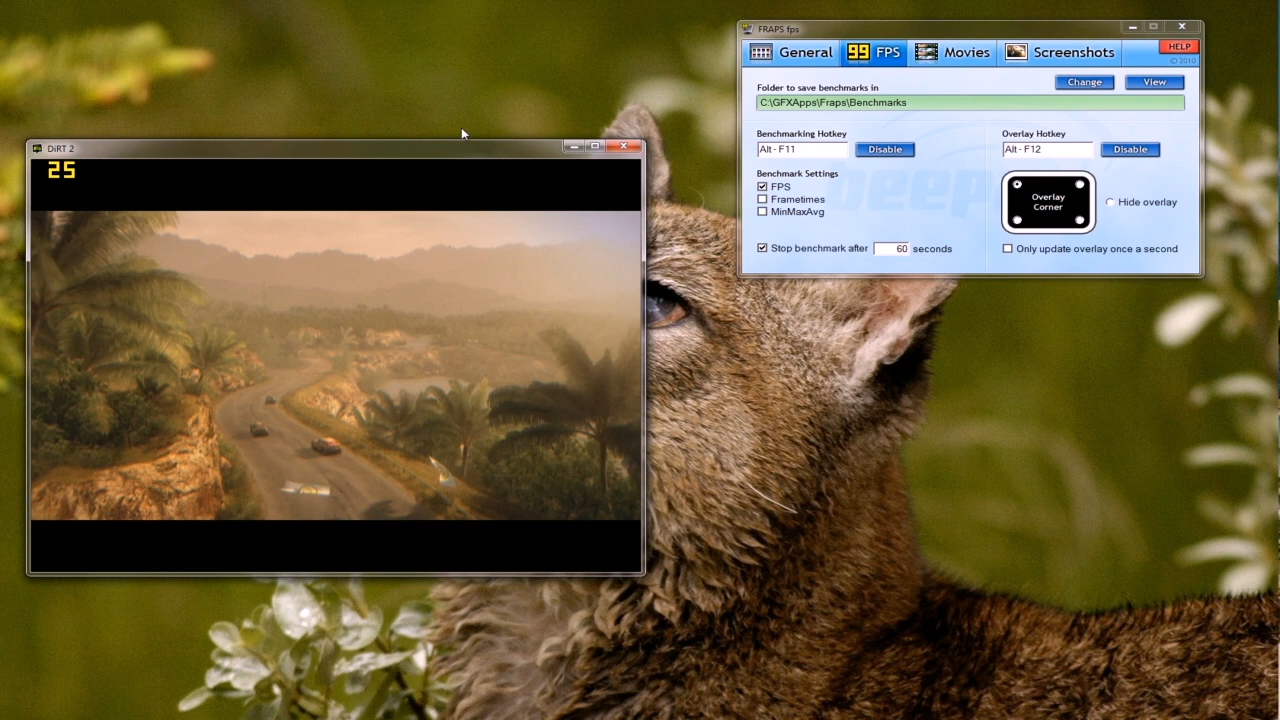 FRAPS fps
General
99 FPS
Movies
Screenshots
HELP
© 2010
Folder to save benchmarks in
Change
View
C:\GFXApps\Fraps\Benchmarks
Benchmarking Hotkey
Overlay Hotkey
Alt - F11
Disable
Alt - F12
Disable
Benchmark Settings
FPS
Frametimes
MinMaxAvg
Overlay
Corner
Hide overlay
Stop benchmark after 60 seconds
Only update overlay once a second
beep
DiRT 2
25